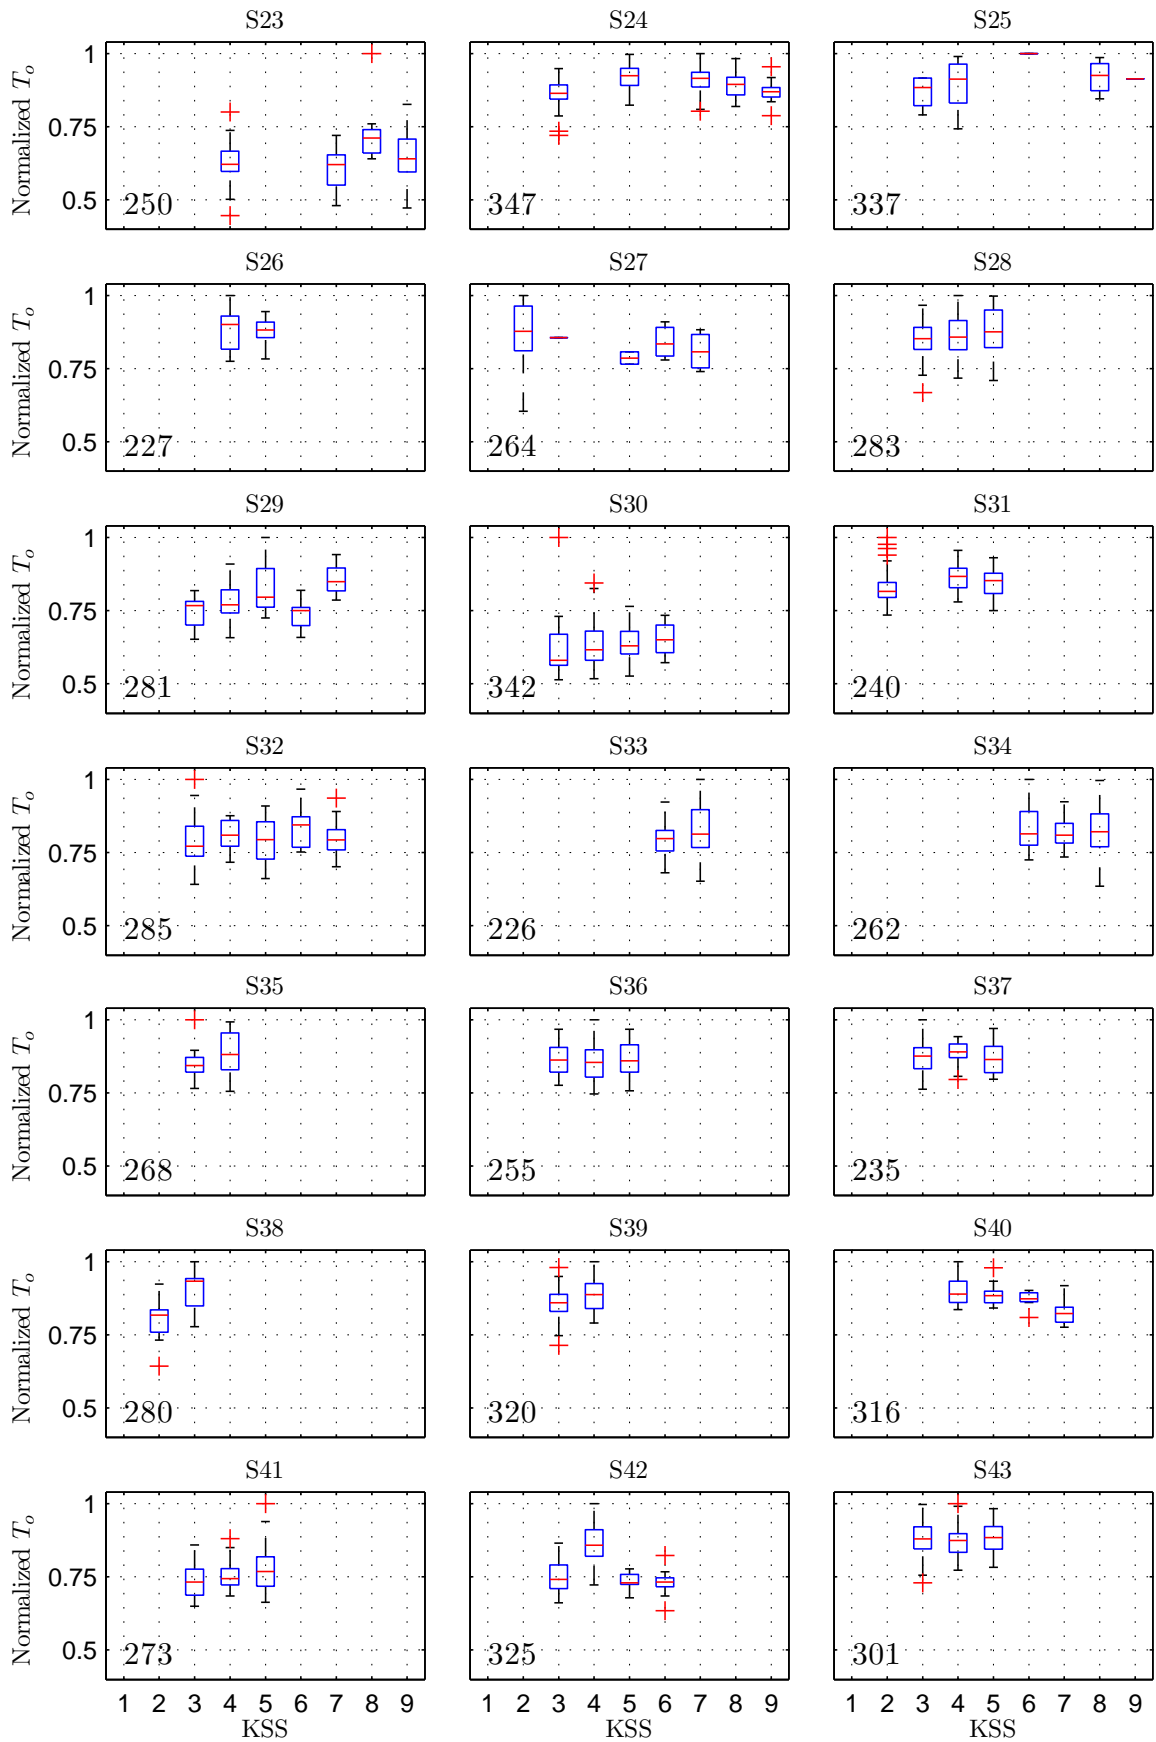 S23 S24 S25
Normalized T_o
1
0.75
0.5
250 347 337
S26 S27 S28
Normalized T_o
1
0.75
0.5
227 264 283
S29 S30 S31
Normalized T_o
1
0.75
0.5
281 342 240
S32 S33 S34
Normalized T_o
1
0.75
0.5
285 226 262
S35 S36 S37
Normalized T_o
1
0.75
0.5
268 255 235
S38 S39 S40
Normalized T_o
1
0.75
0.5
280 320 316
S41 S42 S43
Normalized T_o
1
0.75
0.5
273 325 301
1 2 3 4 5 6 7 8 9 1 2 3 4 5 6 7 8 9 1 2 3 4 5 6 7 8 9
KSS KSS KSS